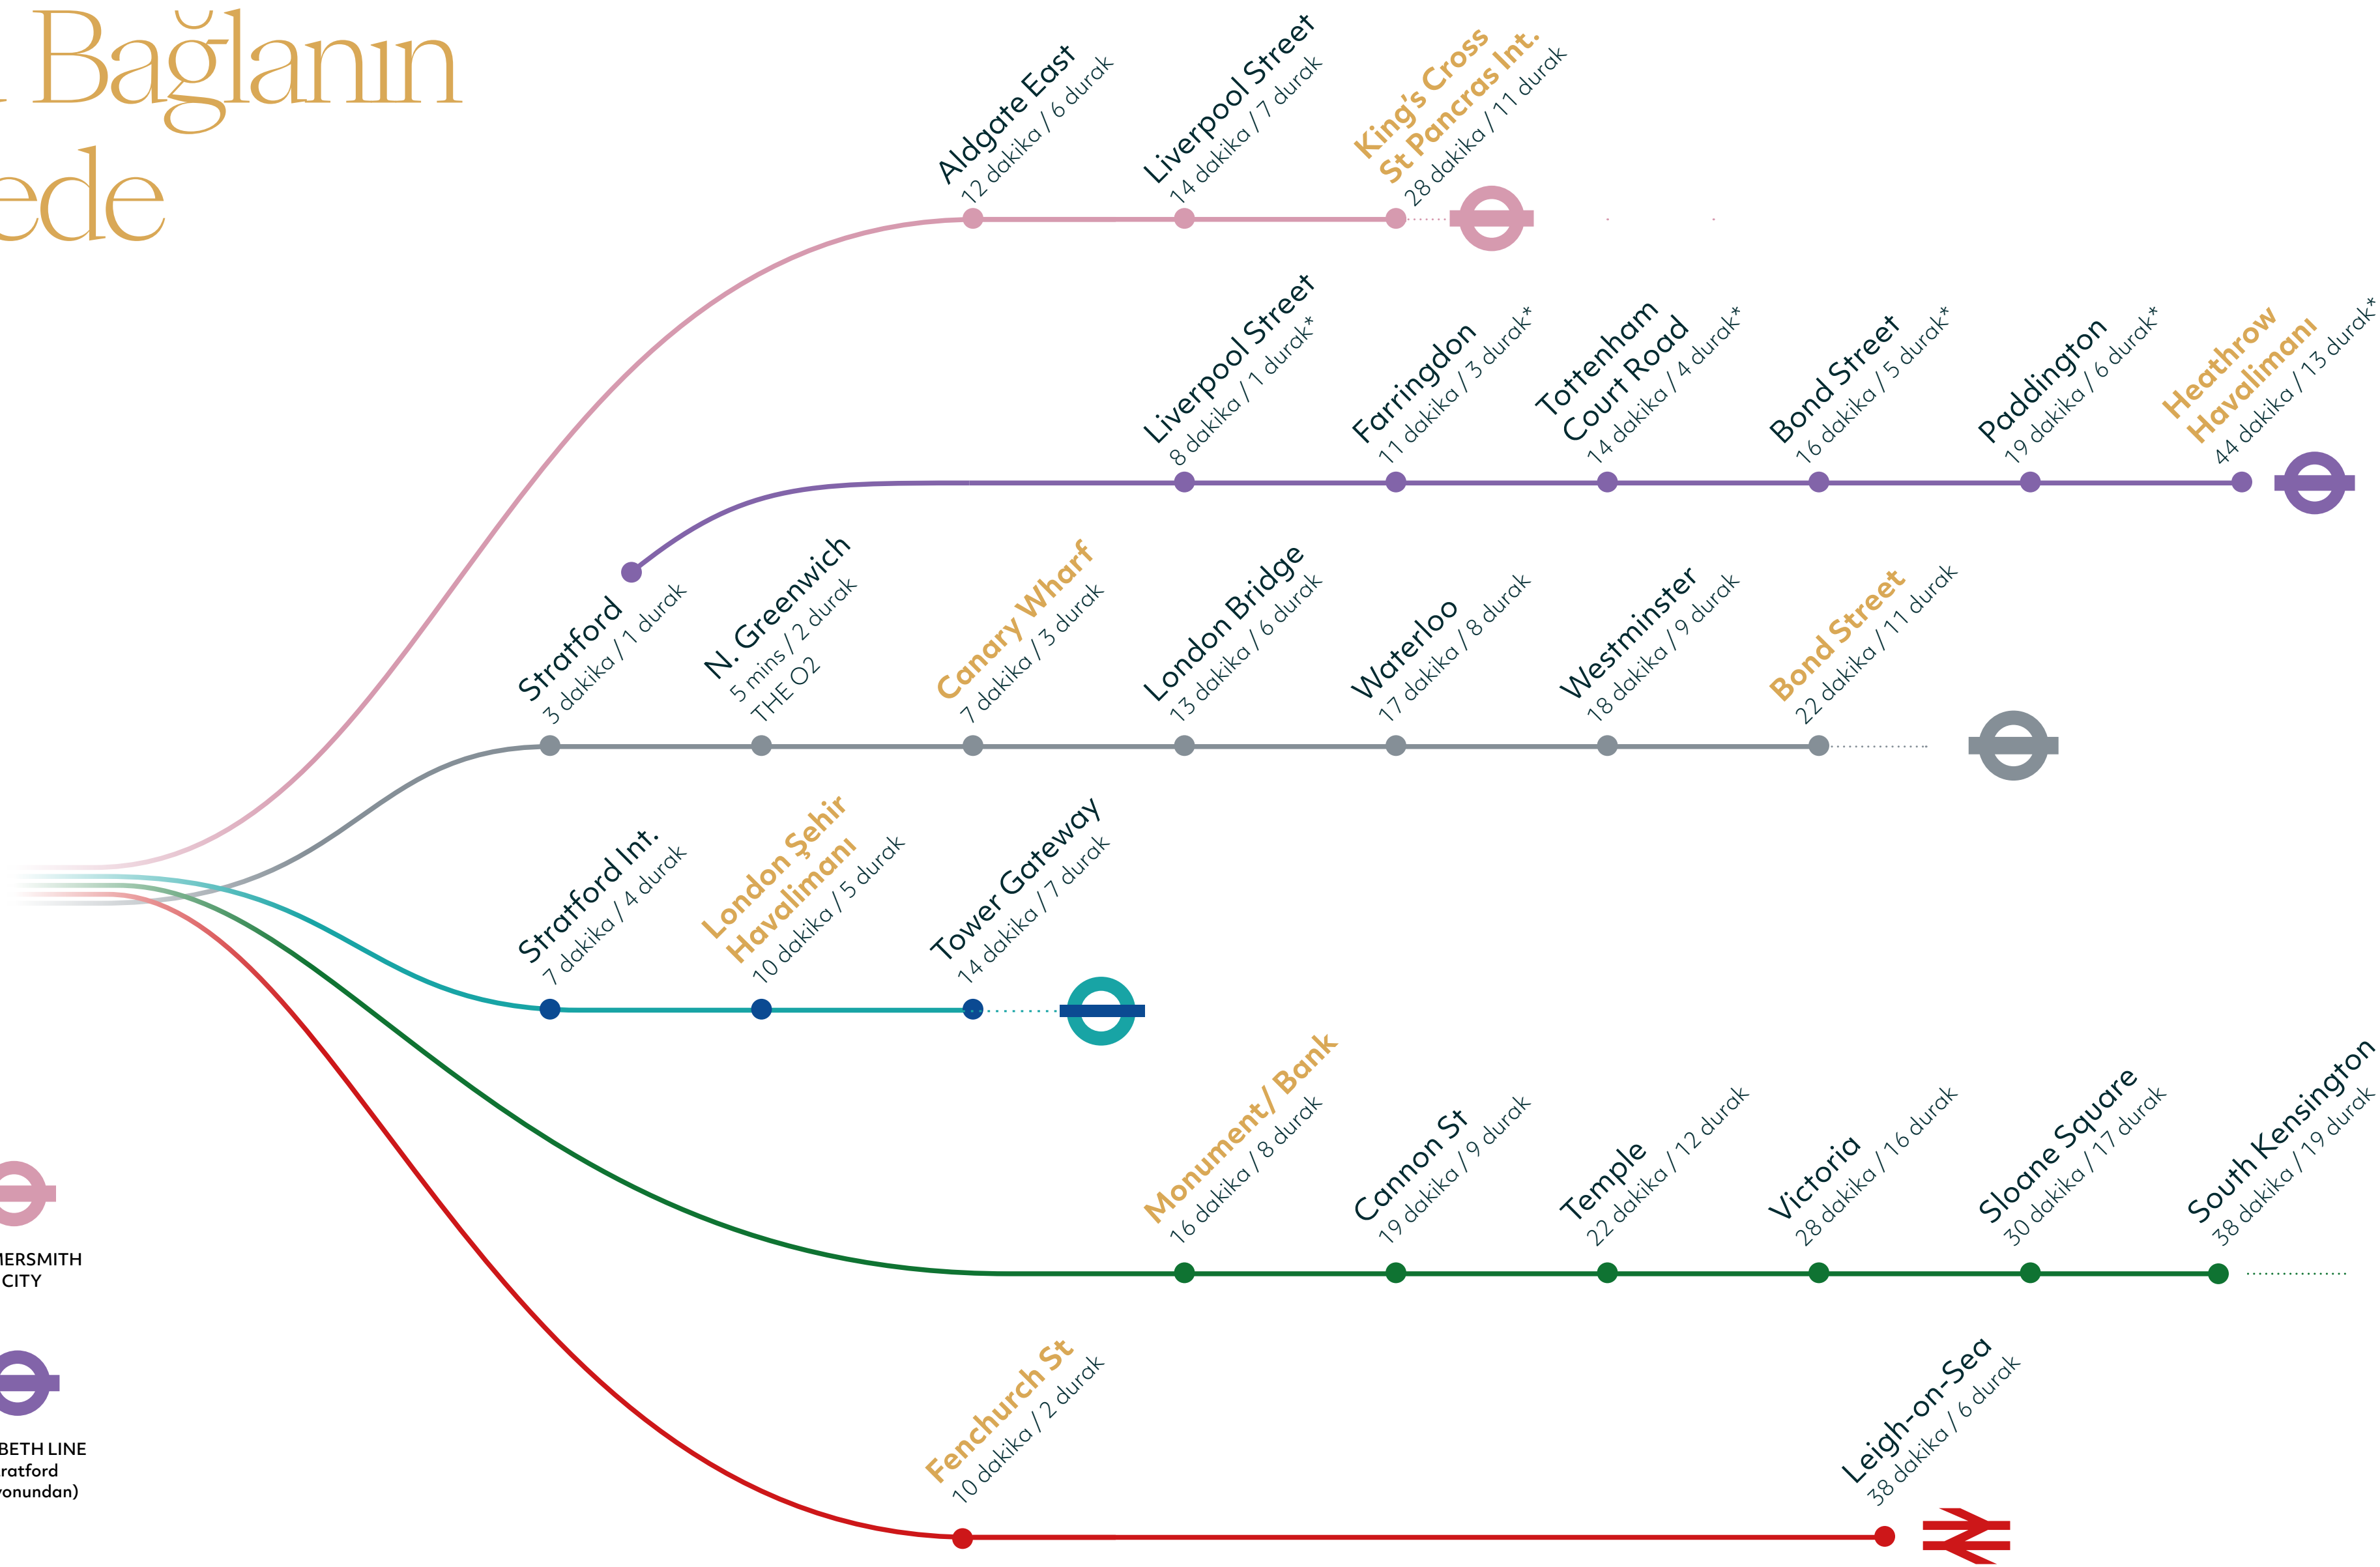 Bağlanın
ede
Aldgate East
12 dakika / 6 durak
Liverpool Street
14 dakika / 7 durak
King's Cross
St Pancras Int.
28 dakika / 11 durak
Liverpool Street
8 dakika / 1 durak*
Farringdon
11 dakika / 3 durak*
Tottenham
Court Road
14 dakika / 4 durak*
Bond Street
16 dakika / 5 durak*
Paddington
19 dakika / 6 durak*
Heathrow
Havalimanı
44 dakika / 13 durak*
Stratford
3 dakika / 1 durak
N. Greenwich
5 mins / 2 durak
THE O2
Canary Wharf
7 dakika / 3 durak
London Bridge
13 dakika / 6 durak
Waterloo
17 dakika / 8 durak
Westminster
18 dakika / 9 durak
Bond Street
22 dakika / 11 durak
Stratford Int.
7 dakika / 4 durak
London Şehir
Havalimanı
10 dakika / 5 durak
Tower Gateway
14 dakika / 7 durak
Monument/ Bank
16 dakika / 8 durak
Cannon St
19 dakika / 9 durak
Temple
22 dakika / 12 durak
Victoria
28 dakika / 16 durak
Sloane Square
30 dakika / 17 durak
South Kensington
38 dakika / 19 durak
Fenchurch St
10 dakika / 2 durak
Leigh-on-Sea
38 dakika / 6 durak
MERSMITH
CITY
BETH LINE
ratford
yonundan)